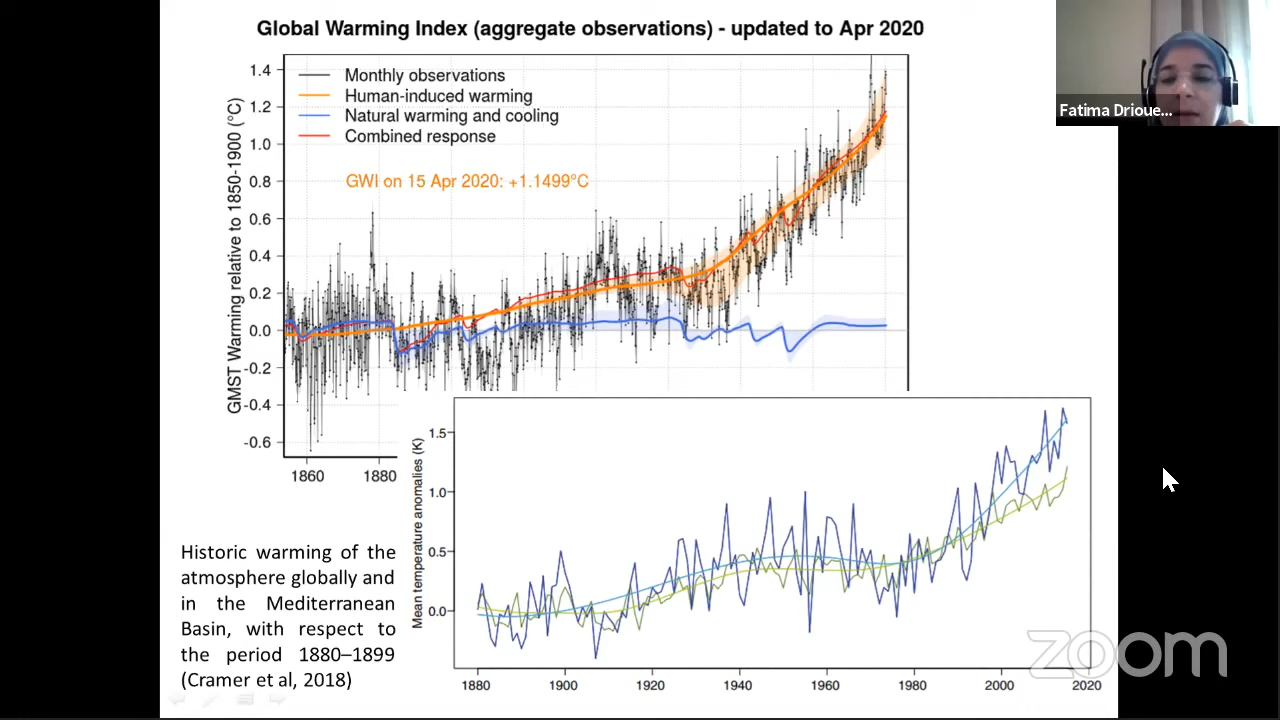 Global Warming Index (aggregate observations) - updated to Apr 2020
Fatima Drioue...
GMST Warming relative to 1850-1900 (°C)
1.4
1.2
1.0
0.8
0.6
0.4
0.2
0.0
-0.2
-0.4
-0.6
Monthly observations
Human-induced warming
Natural warming and cooling
Combined response
GWI on 15 Apr 2020: +1.1499°C
1860
1880
Mean temperature anomalies (K)
1.5
1.0
0.5
0.0
1880
1900
1920
1940
1960
1980
2000
2020
Historic warming of the
atmosphere globally and
in the Mediterranean
Basin, with respect to
the period 1880–1899
(Cramer et al, 2018)
zoom